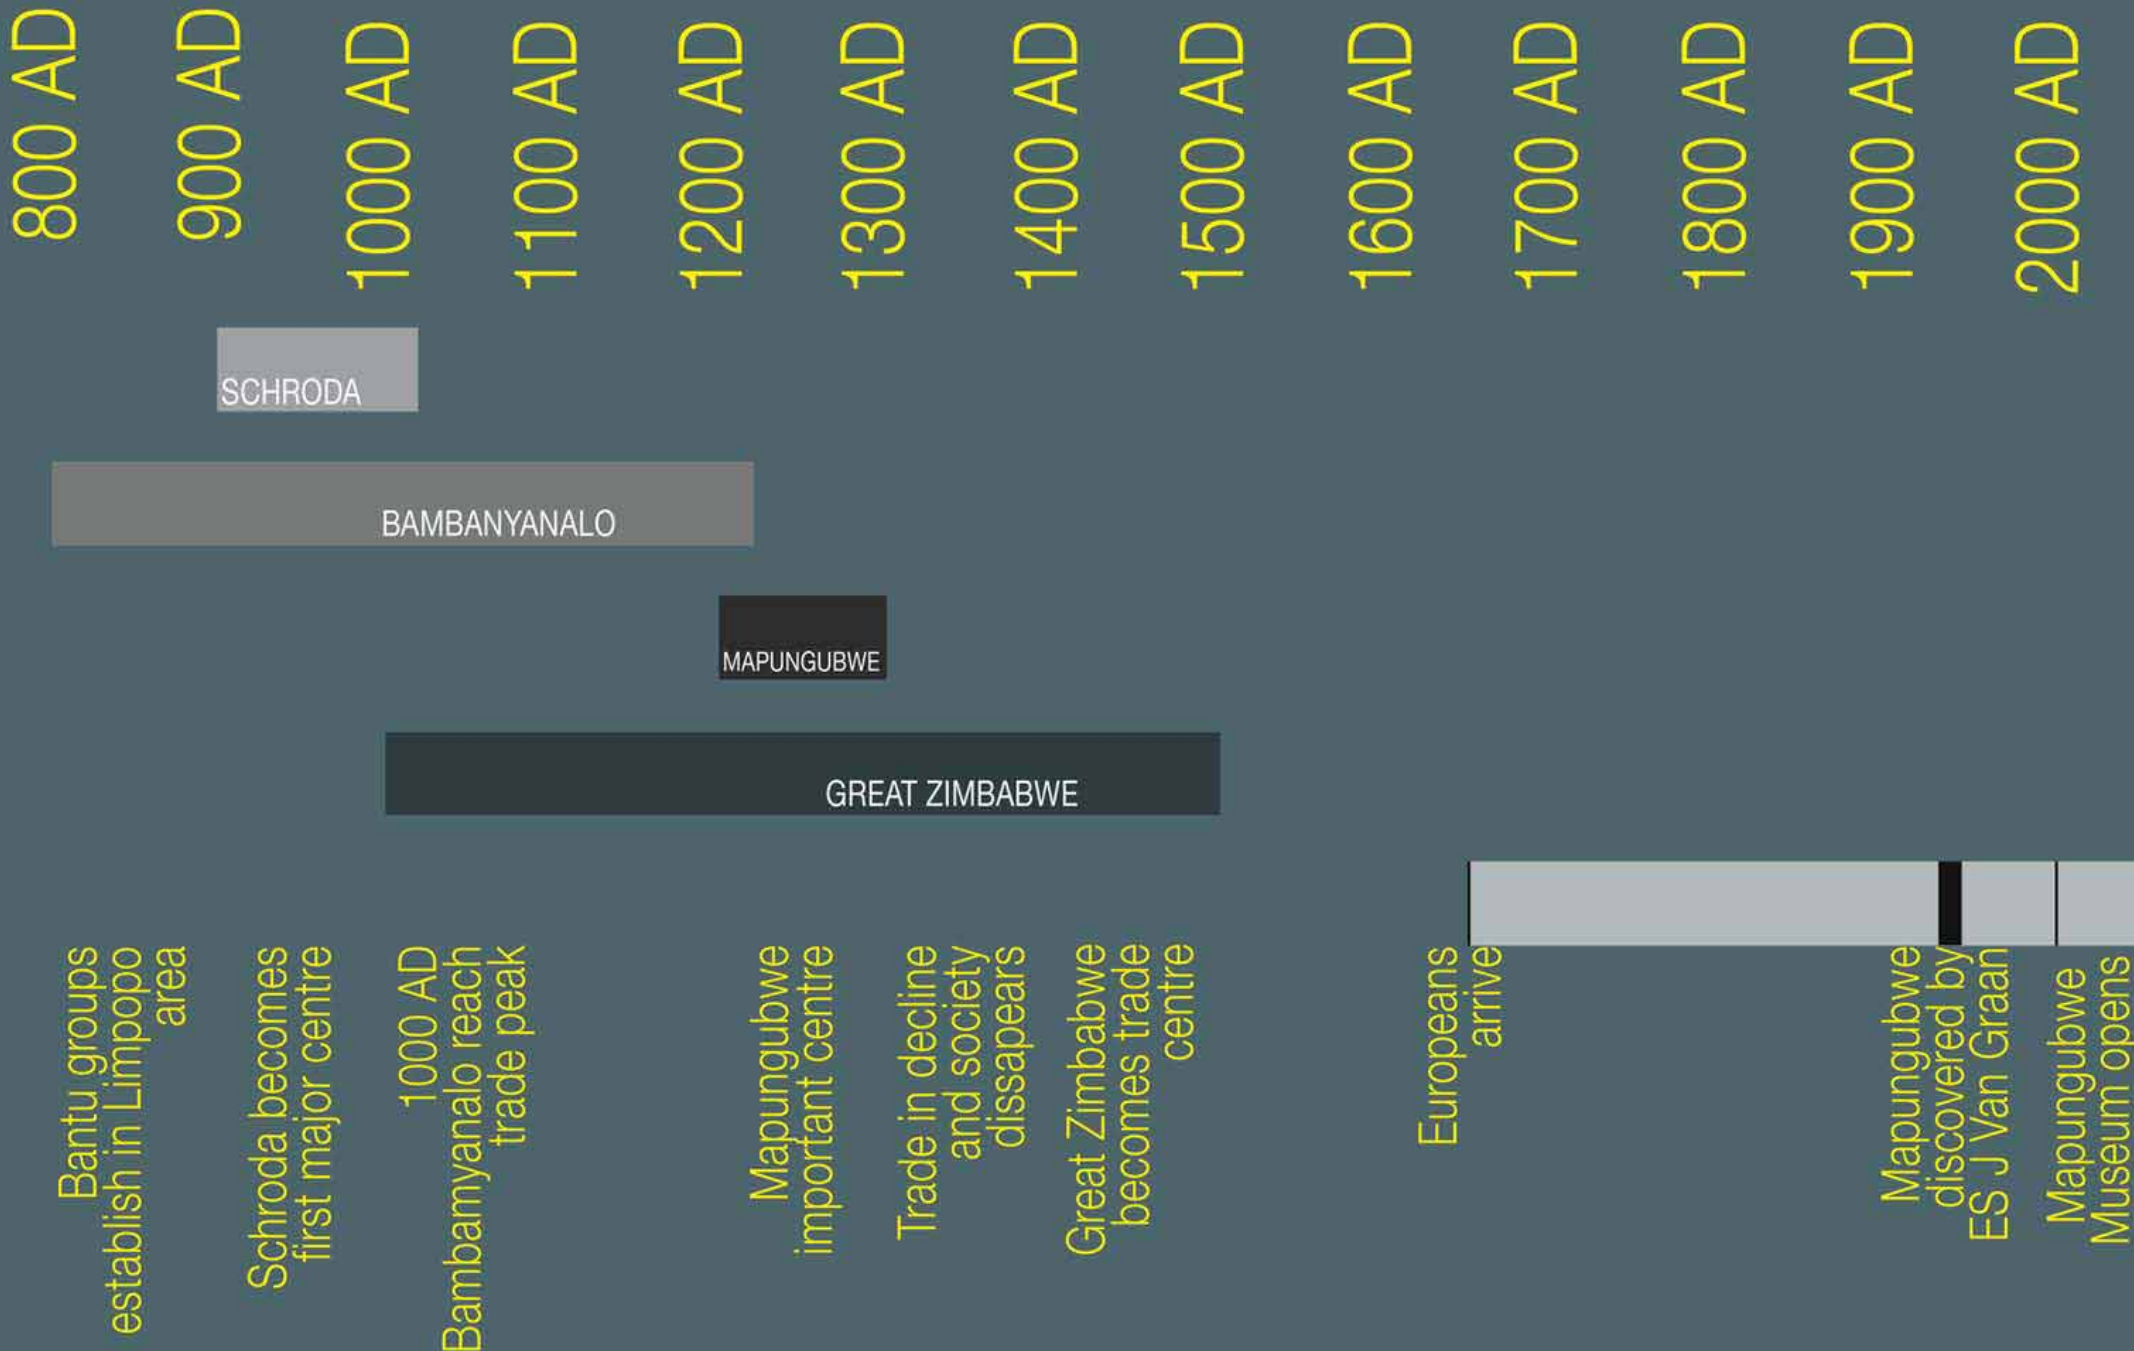 800 AD
900 AD
1000 AD
1100 AD
1200 AD
1300 AD
1400 AD
1500 AD
1600 AD
1700 AD
1800 AD
1900 AD
2000 AD
SCHRODA
BAMBANYANALO
MAPUNGUBWE
GREAT ZIMBABWE
Bantu groups
establish in Limpopo
area
Schroda becomes
first major centre
1000 AD
Bambamyanalo reach
trade peak
Mapungubwe
important centre
Trade in decline
and society
dissapears
Great Zimbabwe
becomes trade
centre
Europeans
arrive
Mapungubwe
discovered by
ES J Van Graan
Mapungubwe
Museum opens